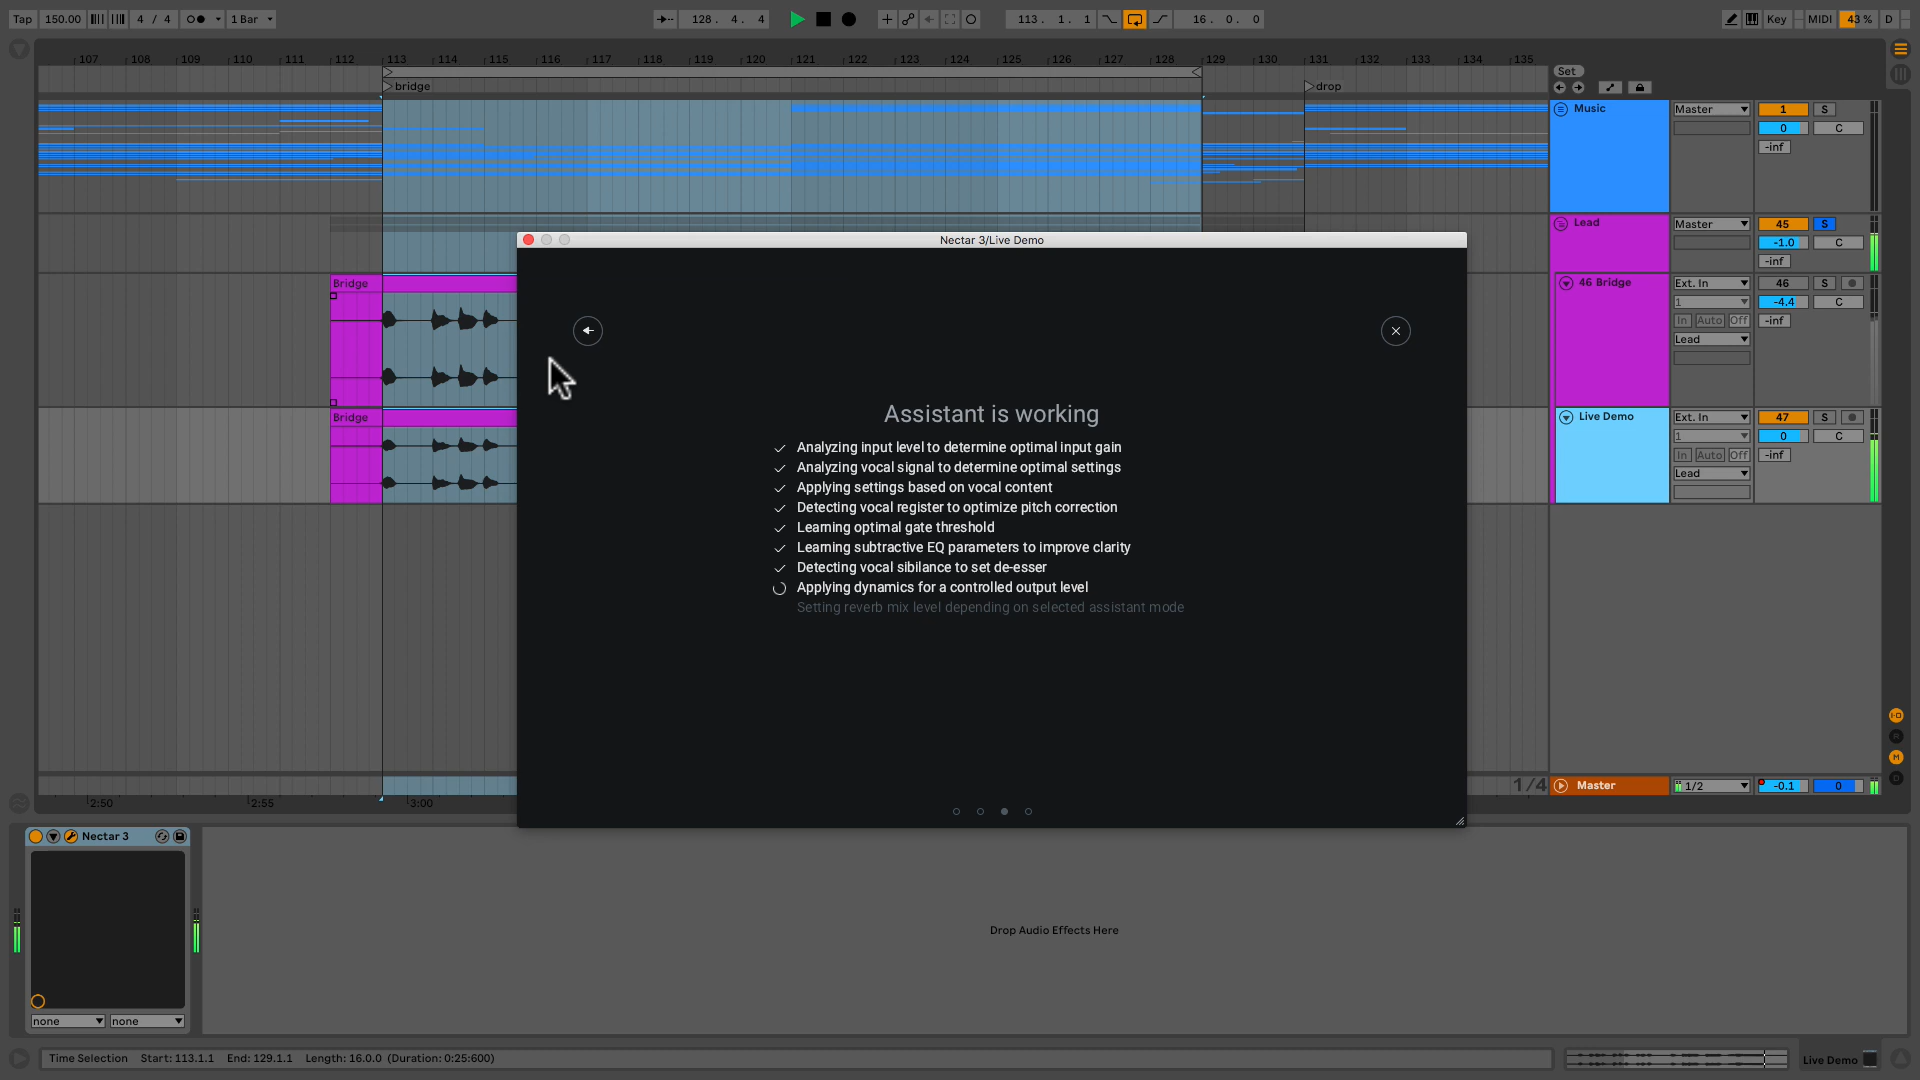 Tap 150.00 4 / 4 1 Bar 128. 4. 4 113. 1. 1 16. 0. 0 Key MIDI 43 % D
107 108 109 110 111 112 113 114 115 116 117 118 119 120 121 122 123 124 125 126 127 128 129 130 131 132 133 134 135
Set
bridge drop
Music Master 1 S
0 C
-inf
Lead Master 45 S
-1.0 C
-inf
Nectar 3/Live Demo
Bridge
46 Bridge Ext. In 46 S
1 -4.4 C
In Auto Off -inf
Lead
Assistant is working
Bridge
Live Demo Ext. In 47 S
1 0 C
In Auto Off -inf
Lead
Analyzing input level to determine optimal input gain
Analyzing vocal signal to determine optimal settings
Applying settings based on vocal content
Detecting vocal register to optimize pitch correction
Learning optimal gate threshold
Learning subtractive EQ parameters to improve clarity
Detecting vocal sibilance to set de-esser
Applying dynamics for a controlled output level
Setting reverb mix level depending on selected assistant mode
I·O
R
M
D
1/4 Master 1/2 -0.1 0
2:50 2:55 3:00
Nectar 3
Drop Audio Effects Here
none none
Time Selection Start: 113.1.1 End: 129.1.1 Length: 16.0.0 (Duration: 0:25:600)
Live Demo